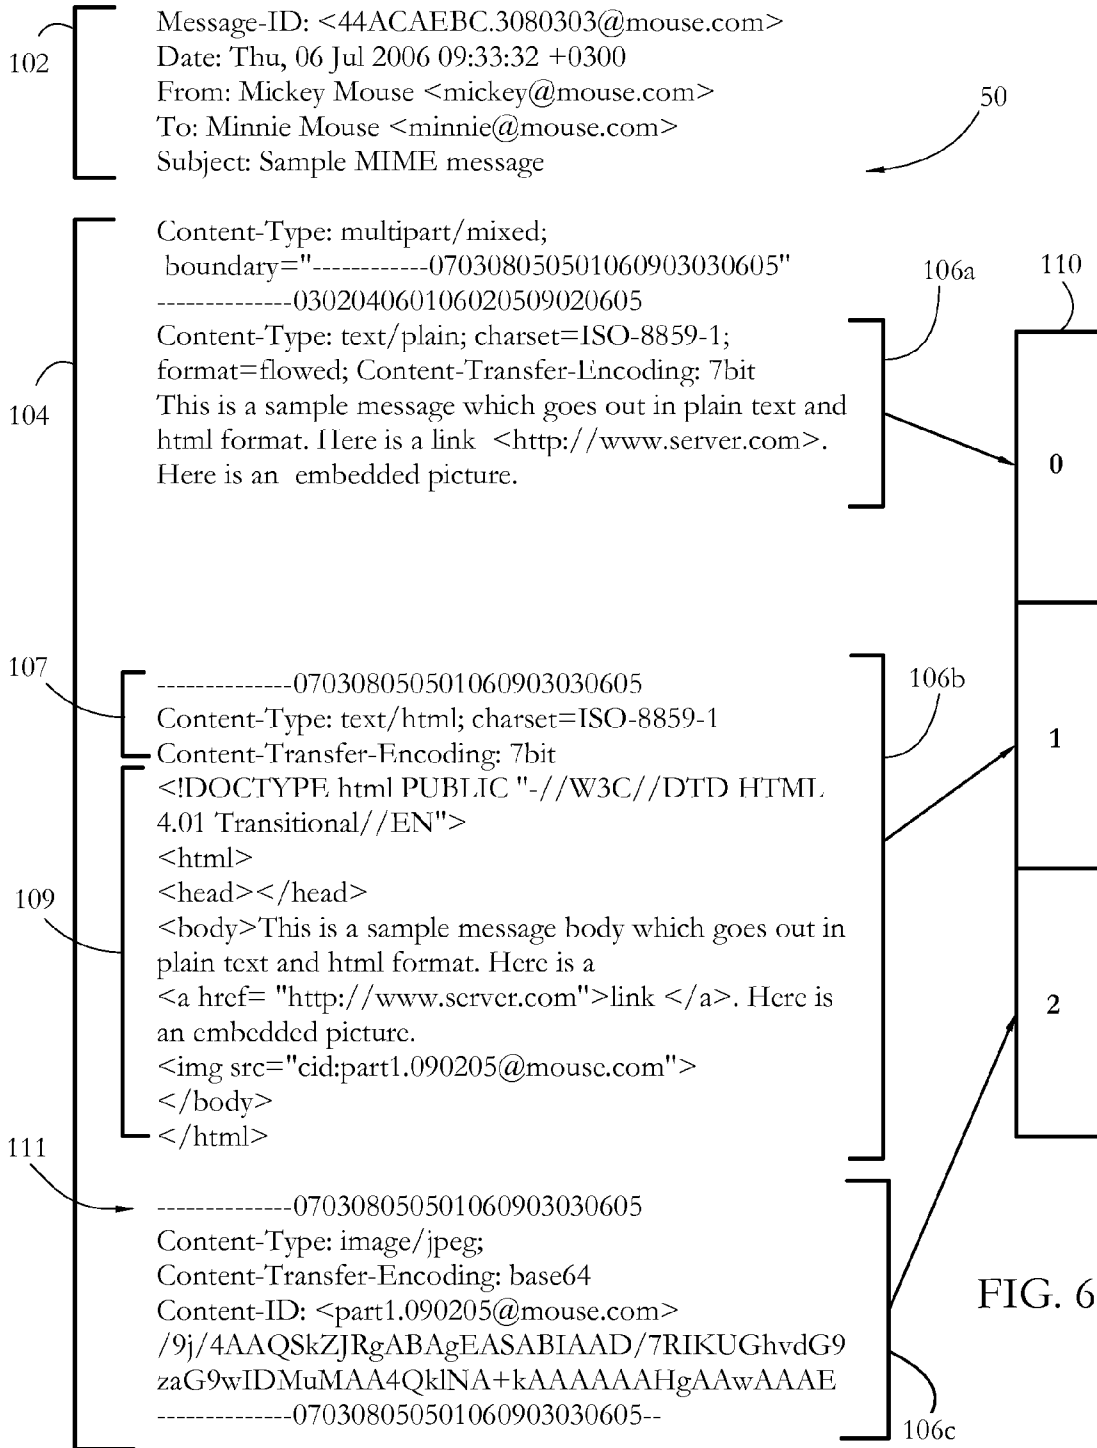 102
Message-ID: <44ACAEBC.3080303@mouse.com>
Date: Thu, 06 Jul 2006 09:33:32 +0300
From: Mickey Mouse <mickey@mouse.com>
To: Minnie Mouse <minnie@mouse.com>
Subject: Sample MIME message
50
104
Content-Type: multipart/mixed;
boundary="------------070308050501060903030605"
--------------030204060106020509020605
Content-Type: text/plain; charset=ISO-8859-1;
format=flowed; Content-Transfer-Encoding: 7bit
This is a sample message which goes out in plain text and
html format. Here is a link <http://www.server.com>.
Here is an embedded picture.
106a
110
0
107
--------------070308050501060903030605
Content-Type: text/html; charset=ISO-8859-1
Content-Transfer-Encoding: 7bit
106b
1
109
<!DOCTYPE html PUBLIC "-//W3C//DTD HTML
4.01 Transitional//EN">
<html>
<head></head>
<body>This is a sample message body which goes out in
plain text and html format. Here is a
<a href= "http://www.server.com">link </a>. Here is
an embedded picture.
<img src="cid:part1.090205@mouse.com">
</body>
</html>
2
111
--------------070308050501060903030605
Content-Type: image/jpeg;
Content-Transfer-Encoding: base64
Content-ID: <part1.090205@mouse.com>
/9j/4AAQSkZJRgABAgEASABIAAD/7RIKUGhvdG9
zaG9wIDMuMAA4QklNA+kAAAAAAHgAAwAAAE
--------------070308050501060903030605--
106c
FIG. 6